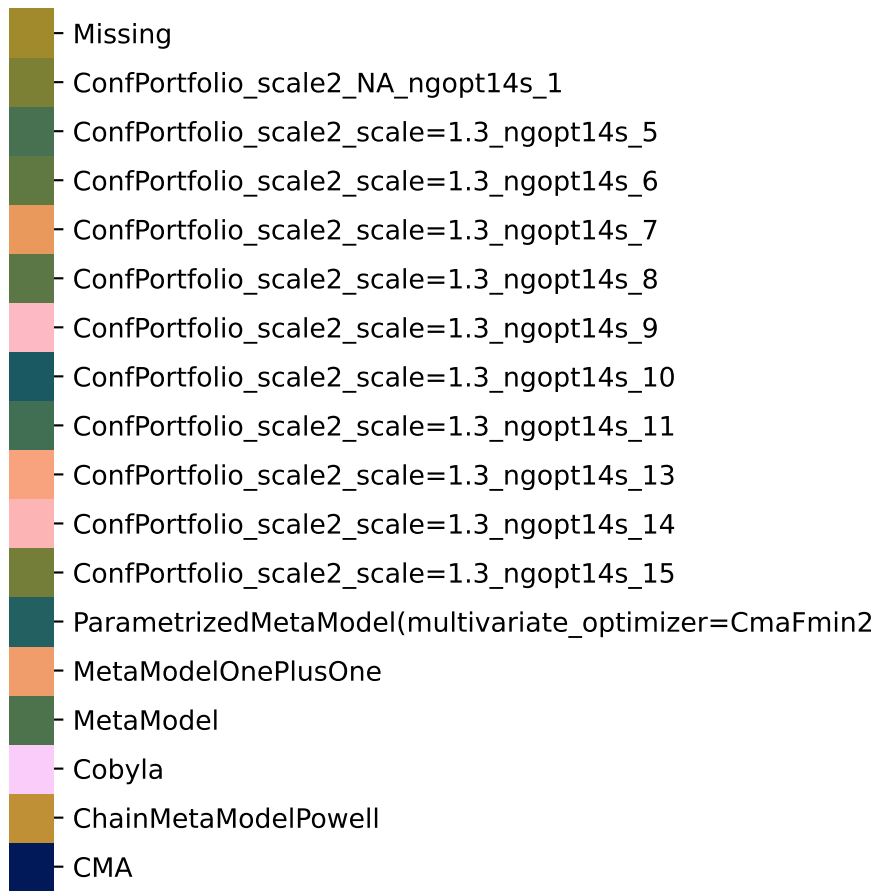 Missing
ConfPortfolio_scale2_NA_ngopt14s_1
ConfPortfolio_scale2_scale=1.3_ngopt14s_5
ConfPortfolio_scale2_scale=1.3_ngopt14s_6
ConfPortfolio_scale2_scale=1.3_ngopt14s_7
ConfPortfolio_scale2_scale=1.3_ngopt14s_8
ConfPortfolio_scale2_scale=1.3_ngopt14s_9
ConfPortfolio_scale2_scale=1.3_ngopt14s_10
ConfPortfolio_scale2_scale=1.3_ngopt14s_11
ConfPortfolio_scale2_scale=1.3_ngopt14s_13
ConfPortfolio_scale2_scale=1.3_ngopt14s_14
ConfPortfolio_scale2_scale=1.3_ngopt14s_15
ParametrizedMetaModel(multivariate_optimizer=CmaFmin2
MetaModelOnePlusOne
MetaModel
Cobyla
ChainMetaModelPowell
CMA